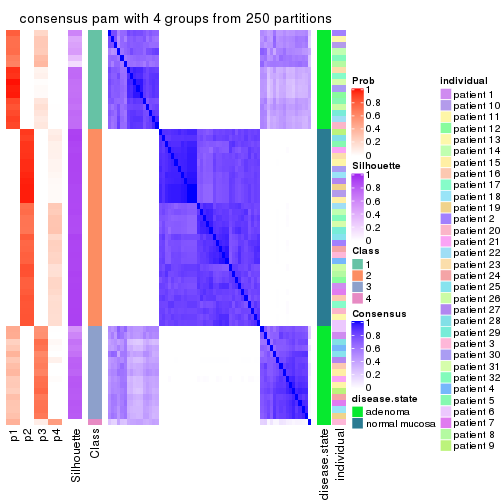 consensus pam with 4 groups from 250 partitions
p1
p2
p3
p4
Silhouette
Class
disease.state
individual
Prob
1
0.8
0.6
0.4
0.2
0
Silhouette
1
0.8
0.6
0.4
0.2
0
Class
1
2
3
4
Consensus
1
0.8
0.6
0.4
0.2
0
disease.state
adenoma
normal mucosa
individual
patient 1
patient 10
patient 11
patient 12
patient 13
patient 14
patient 15
patient 16
patient 17
patient 18
patient 19
patient 2
patient 20
patient 21
patient 22
patient 23
patient 24
patient 25
patient 26
patient 27
patient 28
patient 29
patient 3
patient 30
patient 31
patient 32
patient 4
patient 5
patient 6
patient 7
patient 8
patient 9